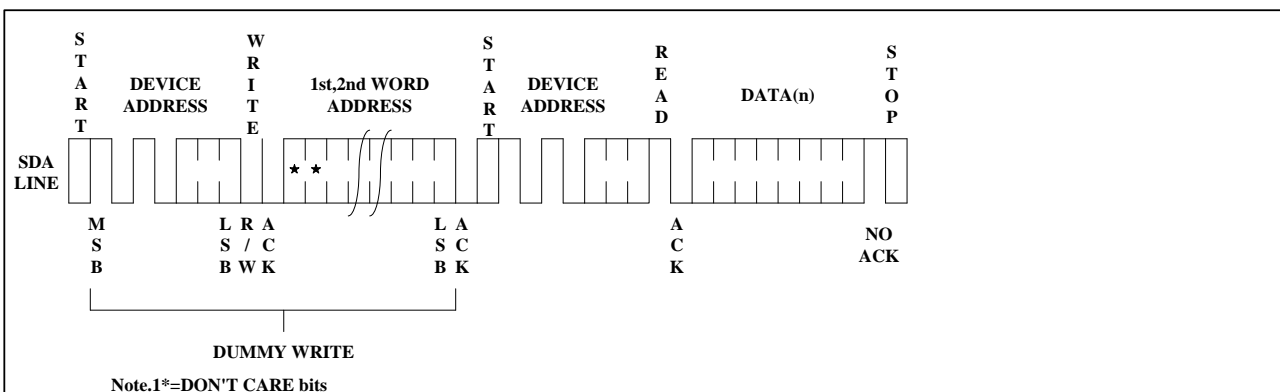 START
DEVICE
ADDRESS
WRITE
1st,2nd WORD
ADDRESS
START
DEVICE
ADDRESS
READ
DATA(n)
STOP
SDA
LINE
★ ★
MSB
LSB
R/W
ACK
LSB
ACK
ACK
NO
ACK
DUMMY WRITE
Note.1*=DON'T CARE bits